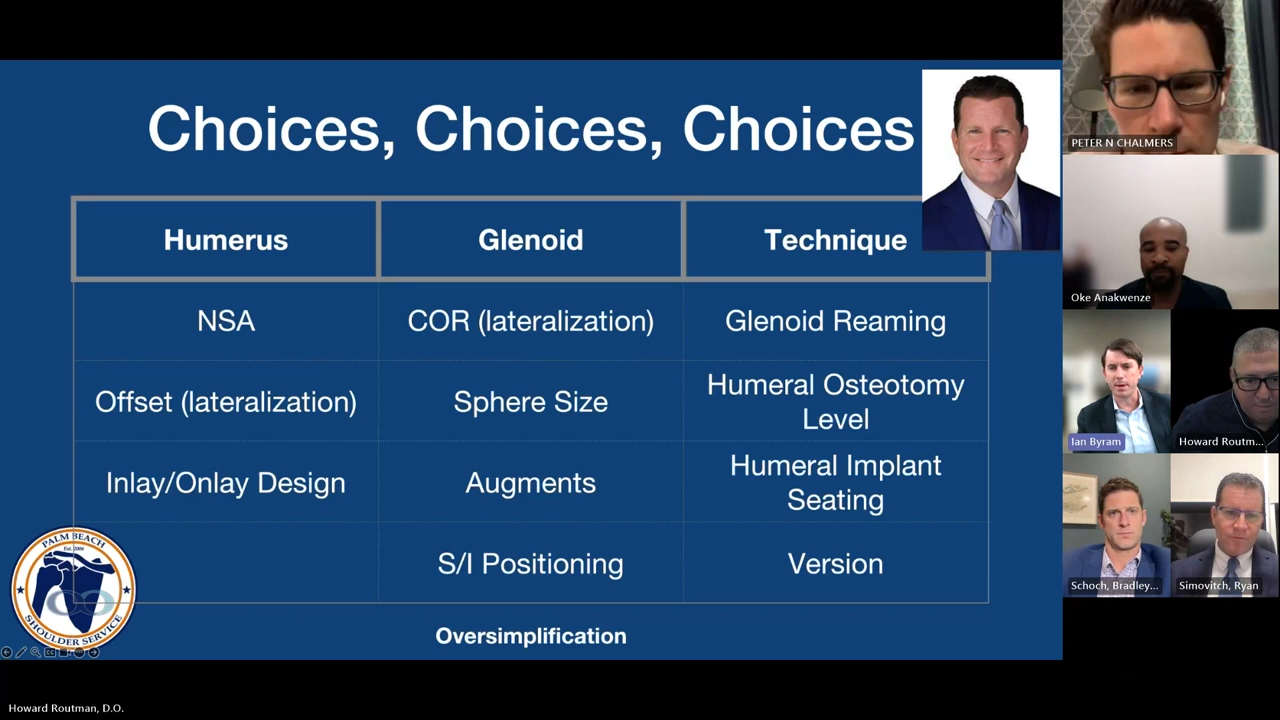 Choices, Choices, Choices
Humerus
Glenoid
Technique
NSA
COR (lateralization)
Glenoid Reaming
Offset (lateralization)
Sphere Size
Humeral Osteotomy
Level
Inlay/Onlay Design
Augments
Humeral Implant
Seating
S/I Positioning
Version
Oversimplification
PALM BEACH
Est. 2006
SHOULDER SERVICE
PETER N CHALMERS
Oke Anakwenze
Ian Byram
Howard Routm...
Schoch, Bradley...
Simovitch, Ryan
Howard Routman, D.O.